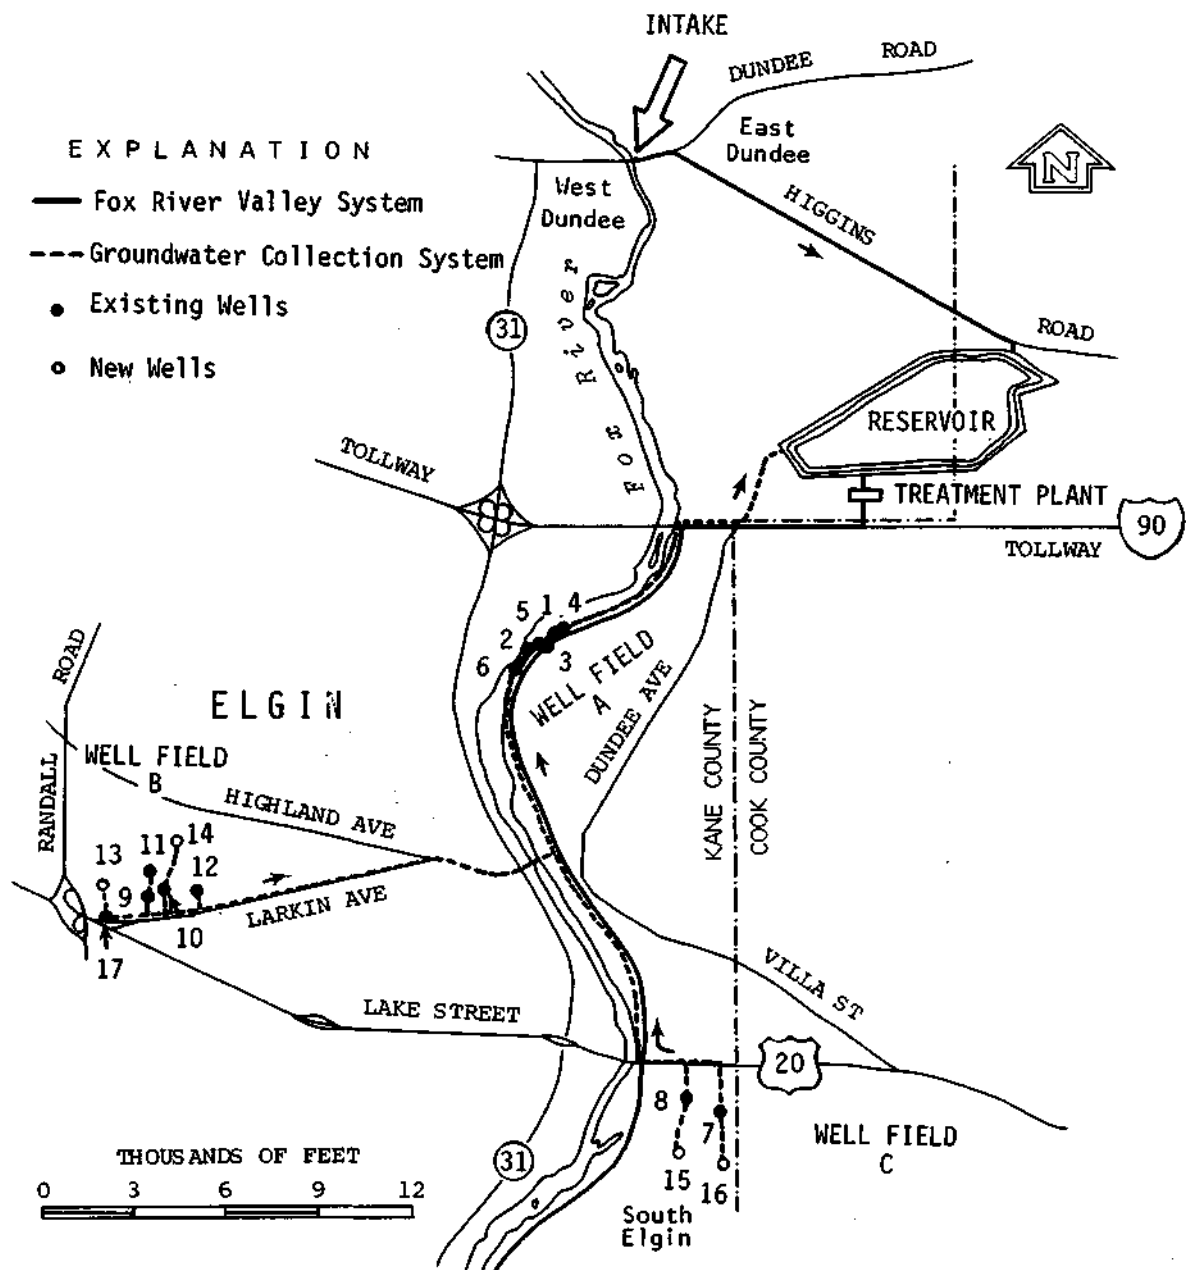 INTAKE
DUNDEE ROAD
East
Dundee
N
EXPLANATION
Fox River Valley System
Groundwater Collection System
Existing Wells
New Wells
West
Dundee
HIGGINS
ROAD
31
Fox River
RESERVOIR
TOLLWAY
TREATMENT PLANT
90
TOLLWAY
5 1 4
2
6 3
WELL FIELD
A
DUNDEE AVE
KANE COUNTY
COOK COUNTY
ELGIN
RANDALL ROAD
WELL FIELD
B
HIGHLAND AVE
13 11 14
9 12
10
17
LARKIN AVE
LAKE STREET
VILLA ST
20
8
7
15
16
WELL FIELD
C
31
South
Elgin
THOUSANDS OF FEET
0 3 6 9 12